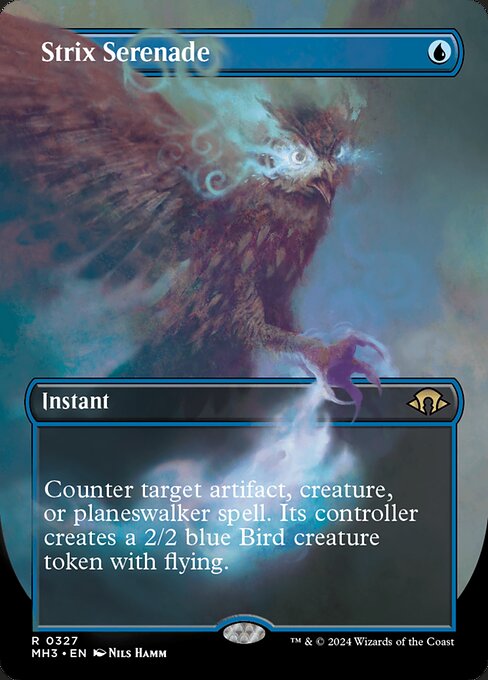 Strix Serenade
Instant
Counter target artifact, creature,
or planeswalker spell. Its controller
creates a 2/2 blue Bird creature
token with flying.
R 0327
MH3 • EN Nils Hamm
™ & © 2024 Wizards of the Coast